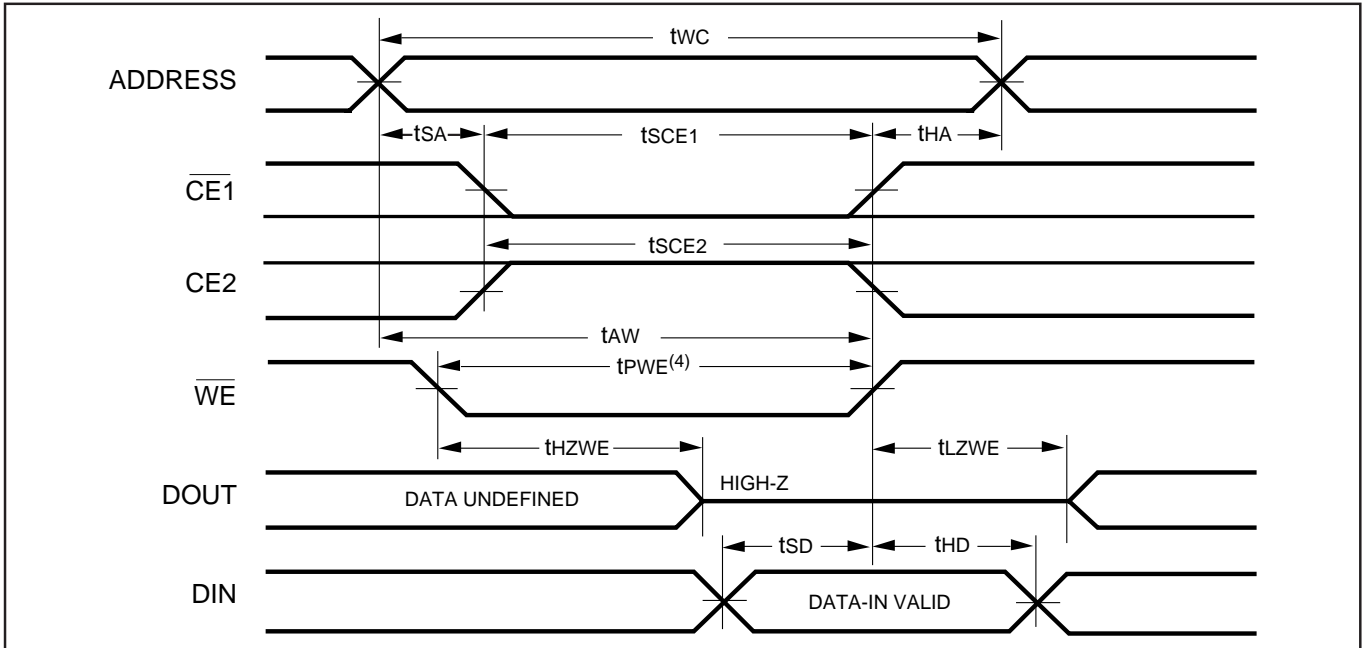 tWC
ADDRESS
tSA tSCE1 tHA
CE1
tSCE2
CE2
tAW
tPWE(4)
WE
tHZWE tLZWE
DOUT DATA UNDEFINED HIGH-Z
tSD tHD
DIN DATA-IN VALID